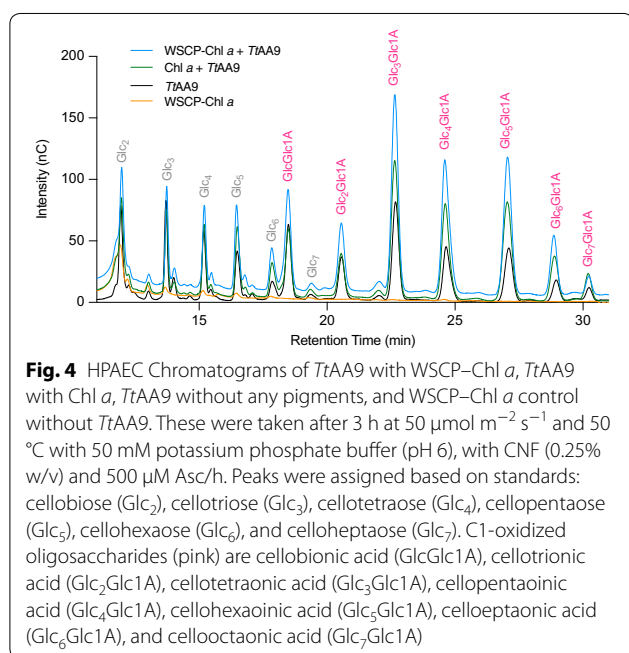 200
150
100
50
0
Intensity (nC)
WSCP-Chl a + TtAA9
Chl a + TtAA9
TtAA9
WSCP-Chl a
Glc₂
Glc₃
Glc₄
Glc₅
Glc₆
Glc₇
GlcGlc1A
Glc₂Glc1A
Glc₃Glc1A
Glc₄Glc1A
Glc₅Glc1A
Glc₆Glc1A
Glc₇Glc1A
15 20 25 30
Retention Time (min)
Fig. 4 HPAEC Chromatograms of TtAA9 with WSCP–Chl a, TtAA9
with Chl a, TtAA9 without any pigments, and WSCP–Chl a control
without TtAA9. These were taken after 3 h at 50 μmol m⁻² s⁻¹ and 50
°C with 50 mM potassium phosphate buffer (pH 6), with CNF (0.25%
w/v) and 500 μM Asc/h. Peaks were assigned based on standards:
cellobiose (Glc₂), cellotriose (Glc₃), cellotetraose (Glc₄), cellopentaose
(Glc₅), cellohexaose (Glc₆), and celloheptaose (Glc₇). C1-oxidized
oligosaccharides (pink) are cellobionic acid (GlcGlc1A), cellotrionic
acid (Glc₂Glc1A), cellotetraonic acid (Glc₃Glc1A), cellopentaoinic
acid (Glc₄Glc1A), cellohexaoinic acid (Glc₅Glc1A), celloeptaonic acid
(Glc₆Glc1A), and cellooctaonic acid (Glc₇Glc1A)